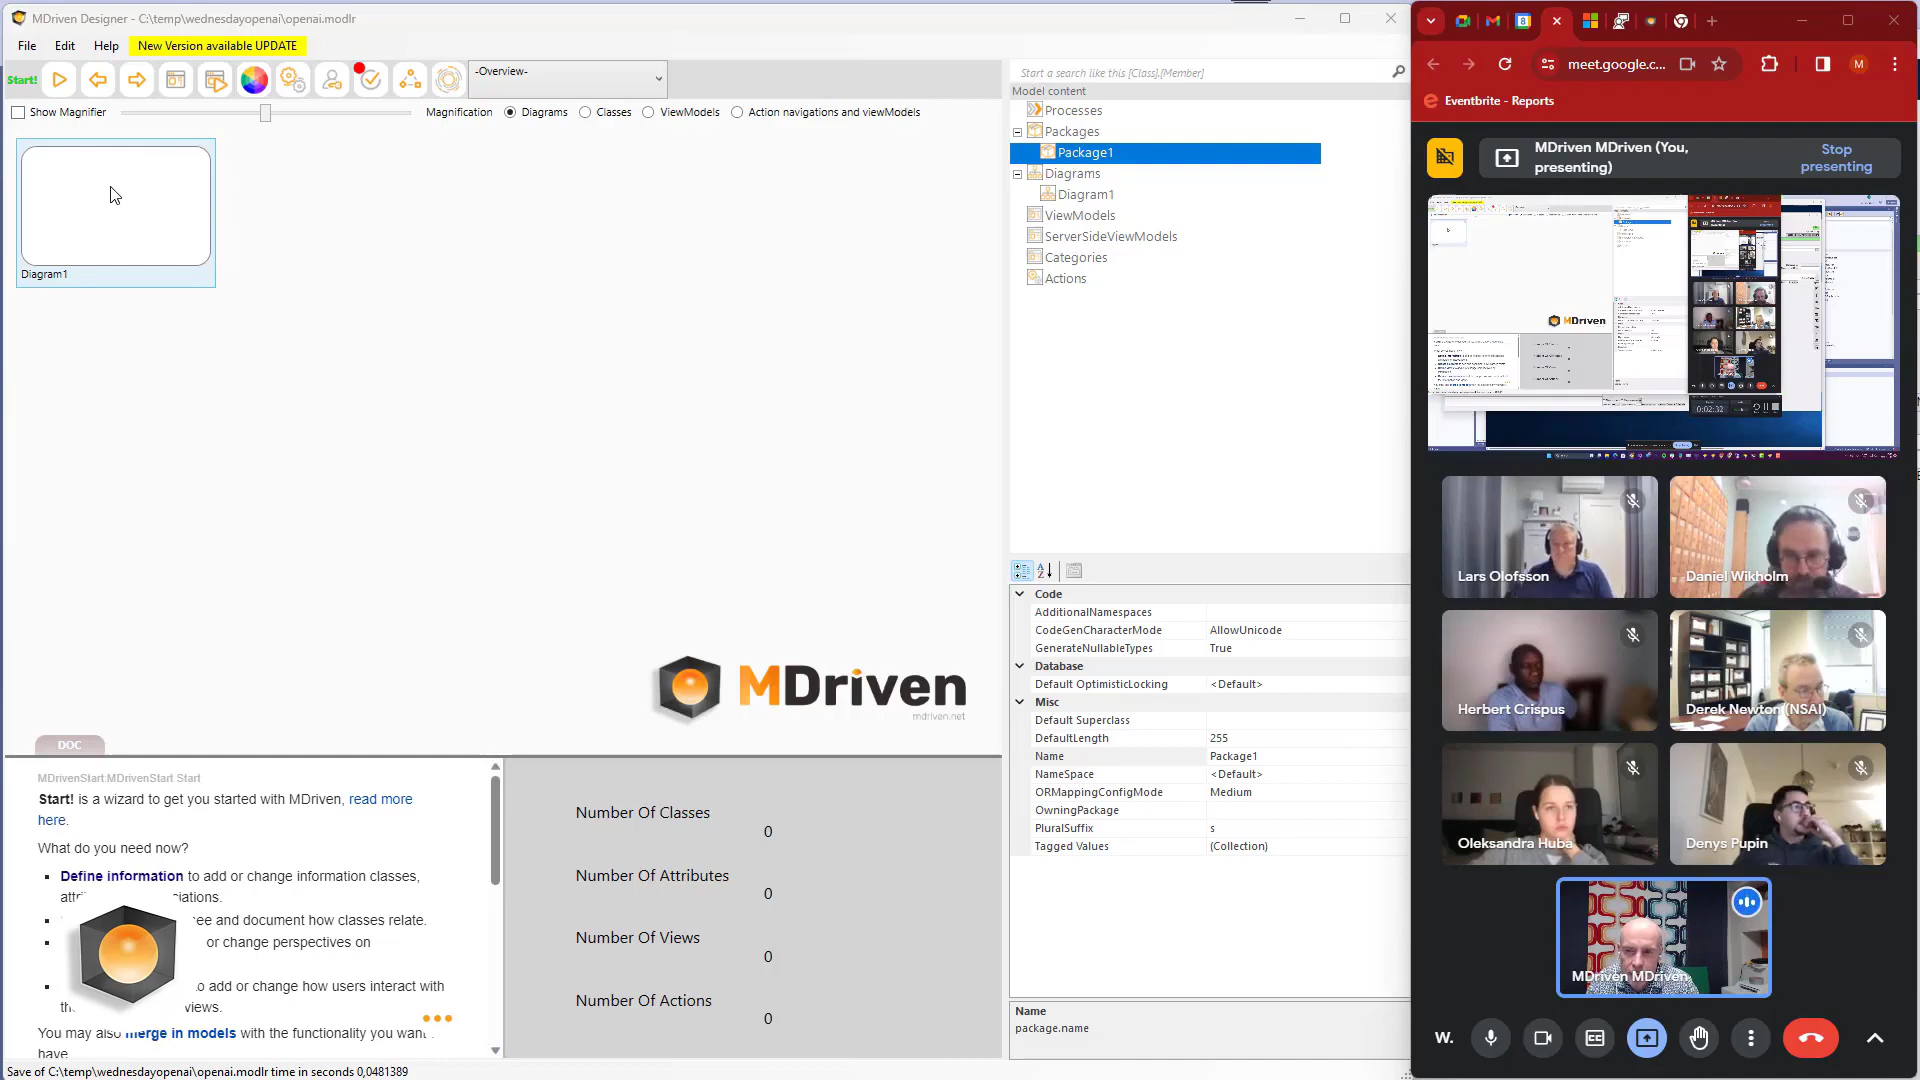 MDriven Designer - C:\temp\wednesdayopenai\openai.modlr
File Edit Help New Version available UPDATE
Start! -Overview-
Show Magnifier Magnification Diagrams Classes ViewModels Action navigations and viewModels
Diagram1
MDriven
mdriven.net
DOC
MDrivenStart:MDrivenStart Start
Start! is a wizard to get you started with MDriven, read more
here.
What do you need now?
Define information to add or change information classes,
iations.
see and document how classes relate.
or change perspectives on
to add or change how users interact with
views.
You may also merge in models with the functionality you want
have
Number Of Classes
0
Number Of Attributes
0
Number Of Views
0
Number Of Actions
0
Save of C:\temp\wednesdayopenai\openai.modlr time in seconds 0,0481389
Start a search like this [Class].[Member]
Model content
Processes
Packages
Package1
Diagrams
Diagram1
ViewModels
ServerSideViewModels
Categories
Actions
Code
AdditionalNamespaces
CodeGenCharacterMode AllowUnicode
GenerateNullableTypes True
Database
Default OptimisticLocking <Default>
Misc
Default Superclass
DefaultLength 255
Name Package1
NameSpace <Default>
ORMappingConfigMode Medium
OwningPackage
PluralSuffix s
Tagged Values (Collection)
Name
package.name
meet.google.c... M
Eventbrite - Reports
MDriven MDriven (You,
presenting)
Stop
presenting
MDriven
0:02:32
Lars Olofsson
Daniel Wikholm
Herbert Crispus
Derek Newton (NSAI)
Oleksandra Huba
Denys Pupin
MDriven MDriven
W.